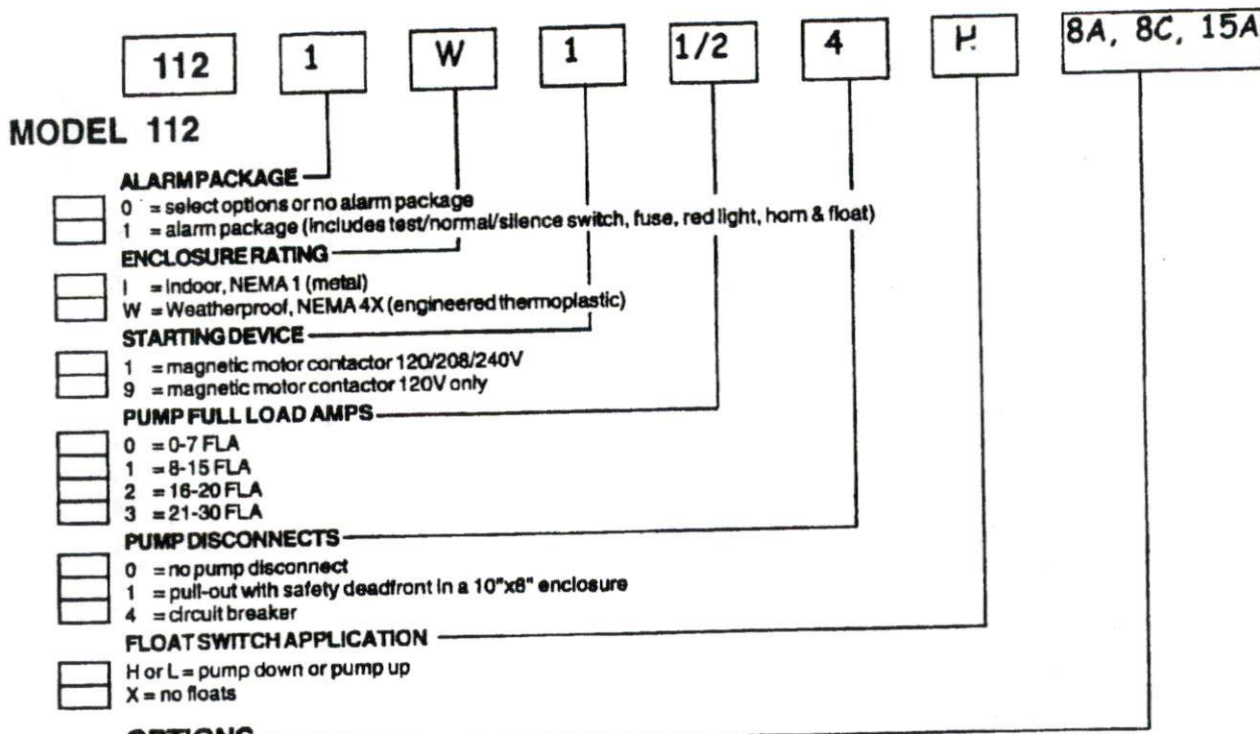 112 1 W 1 1/2 4 H 8A, 8C, 15A
MODEL 112
ALARM PACKAGE
0 = select options or no alarm package
1 = alarm package (includes test/normal/silence switch, fuse, red light, horn & float)
ENCLOSURE RATING
I = Indoor, NEMA 1 (metal)
W = Weatherproof, NEMA 4X (engineered thermoplastic)
STARTING DEVICE
1 = magnetic motor contactor 120/208/240V
9 = magnetic motor contactor 120V only
PUMP FULL LOAD AMPS
0 = 0-7 FLA
1 = 8-15 FLA
2 = 16-20 FLA
3 = 21-30 FLA
PUMP DISCONNECTS
0 = no pump disconnect
1 = pull-out with safety deadfront in a 10"x8" enclosure
4 = circuit breaker
FLOAT SWITCH APPLICATION
H or L = pump down or pump up
X = no floats
OPTIONS